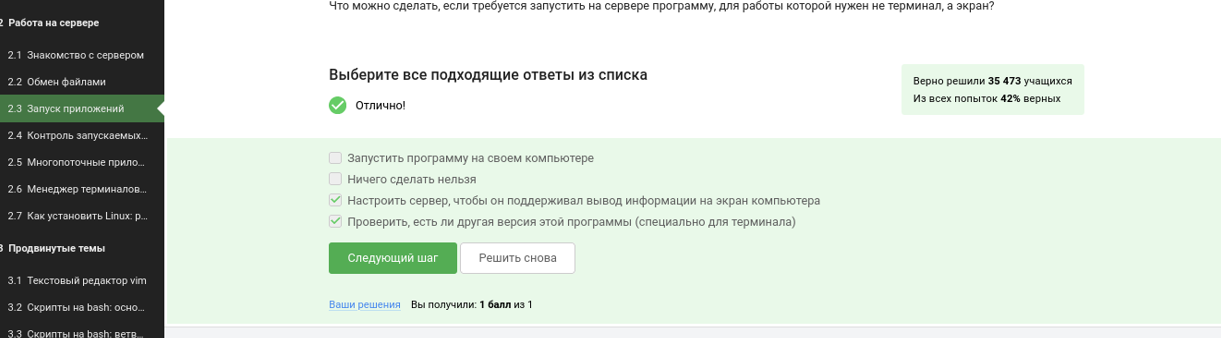 2 Работа на сервере
2.1 Знакомство с сервером
2.2 Обмен файлами
2.3 Запуск приложений
2.4 Контроль запускаемых...
2.5 Многопоточные прило...
2.6 Менеджер терминалов...
2.7 Как установить Linux: р...
3 Продвинутые темы
3.1 Текстовый редактор vim
3.2 Скрипты на bash: осно...
3.3 Скрипты на bash: ветв...
Что можно сделать, если требуется запустить на сервере программу, для работы которой нужен не терминал, а экран?
Выберите все подходящие ответы из списка
Отлично!
Верно решили 35 473 учащихся
Из всех попыток 42% верных
Запустить программу на своем компьютере
Ничего сделать нельзя
Настроить сервер, чтобы он поддерживал вывод информации на экран компьютера
Проверить, есть ли другая версия этой программы (специально для терминала)
Следующий шаг
Решить снова
Ваши решения Вы получили: 1 балл из 1